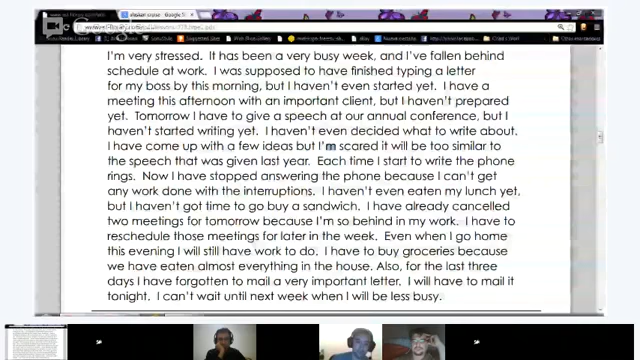 I'm very stressed.  It has been a very busy week, and I've fallen behind
schedule at work.  I was supposed to have finished typing a letter
for my boss by this morning, but I haven't even started yet.  I have a
meeting this afternoon with an important client, but I haven't prepared
yet.  Tomorrow I have to give a speech at our annual conference, but I
haven't started writing yet.  I haven't even decided what to write about.
I have come up with a few ideas but I'm scared it will be too similar to
the speech that was given last year.  Each time I start to write the phone
rings.  Now I have stopped answering the phone because I can't get
any work done with the interruptions.  I haven't even eaten my lunch yet,
but I haven't got time to go buy a sandwich.  I have already cancelled
two meetings for tomorrow because I'm so behind in my work.  I have to
reschedule those meetings for later in the week.  Even when I go home
this evening I will still have work to do.  I have to buy groceries because
we have eaten almost everything in the house.  Also, for the last three
days I have forgotten to mail a very important letter.  I will have to mail it
tonight.  I can't wait until next week when I will be less busy.